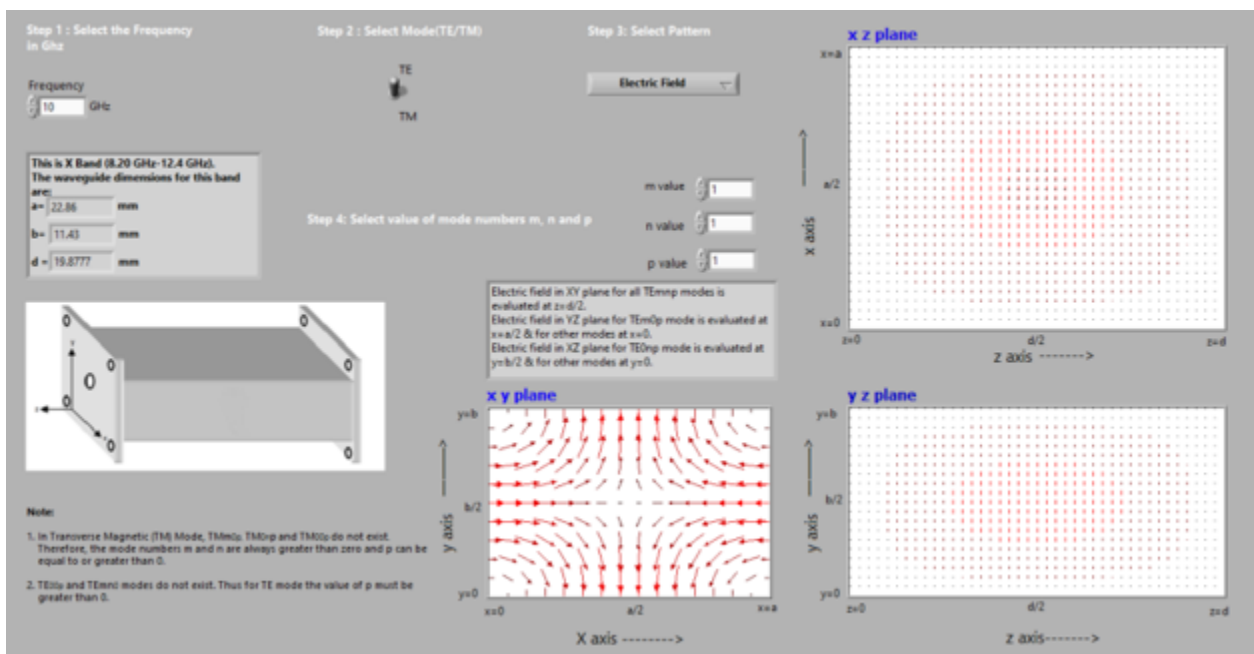 Step 1 : Select the Frequency
in Ghz
Frequency
10 GHz
This is X Band (8.20 GHz-12.4 GHz).
The waveguide dimensions for this band
are:
a= 22.86 mm
b= 11.43 mm
d = 19.8777 mm
Step 2 : Select Mode(TE/TM)
TE
TM
Step 3: Select Pattern
Electric Field
Step 4: Select value of mode numbers m, n and p
m value 1
n value 1
p value 1
Electric field in XY plane for all TEmnp modes is
evaluated at z=d/2.
Electric field in YZ plane for TEm0p mode is evaluated at
x=a/2 & for other modes at x=0.
Electric field in XZ plane for TE0np mode is evaluated at
y=b/2 & for other modes at y=0.
x z plane
x=a
a/2
x=0
x axis ------->
z=0 d/2 z=d
z axis ------->
x y plane
y=b
b/2
y=0
y axis ------->
x=0 a/2 x=a
X axis -------->
y z plane
y=b
b/2
y=0
y axis ------->
z=0 d/2 z=d
z axis------->
Note:
1. In Transverse Magnetic (TM) Mode, TMm0p, TM0np and TM00p do not exist.
Therefore, the mode numbers m and n are always greater than zero and p can be
equal to or greater than 0.
2. TE00p and TEmn0 modes do not exist. Thus for TE mode the value of p must be
greater than 0.